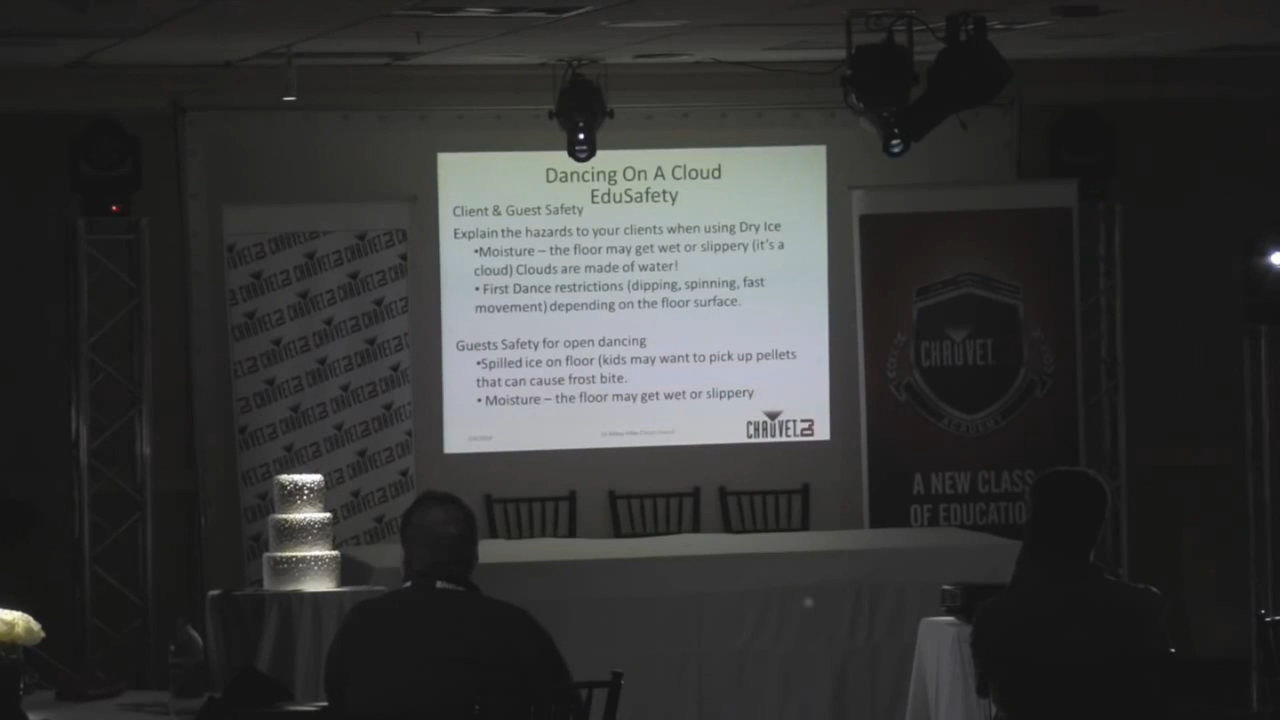 Dancing On A Cloud
EduSafety
Client & Guest Safety
Explain the hazards to your clients when using Dry Ice
•Moisture – the floor may get wet or slippery (it's a
cloud) Clouds are made of water!
• First Dance restrictions (dipping, spinning, fast
movement) depending on the floor surface.
Guests Safety for open dancing
•Spilled ice on floor (kids may want to pick up pellets
that can cause frost bite.
• Moisture – the floor may get wet or slippery
CHAUVET
CHAUVET
CHAUVET
ACADEMY
A NEW CLASS
OF EDUCATIO